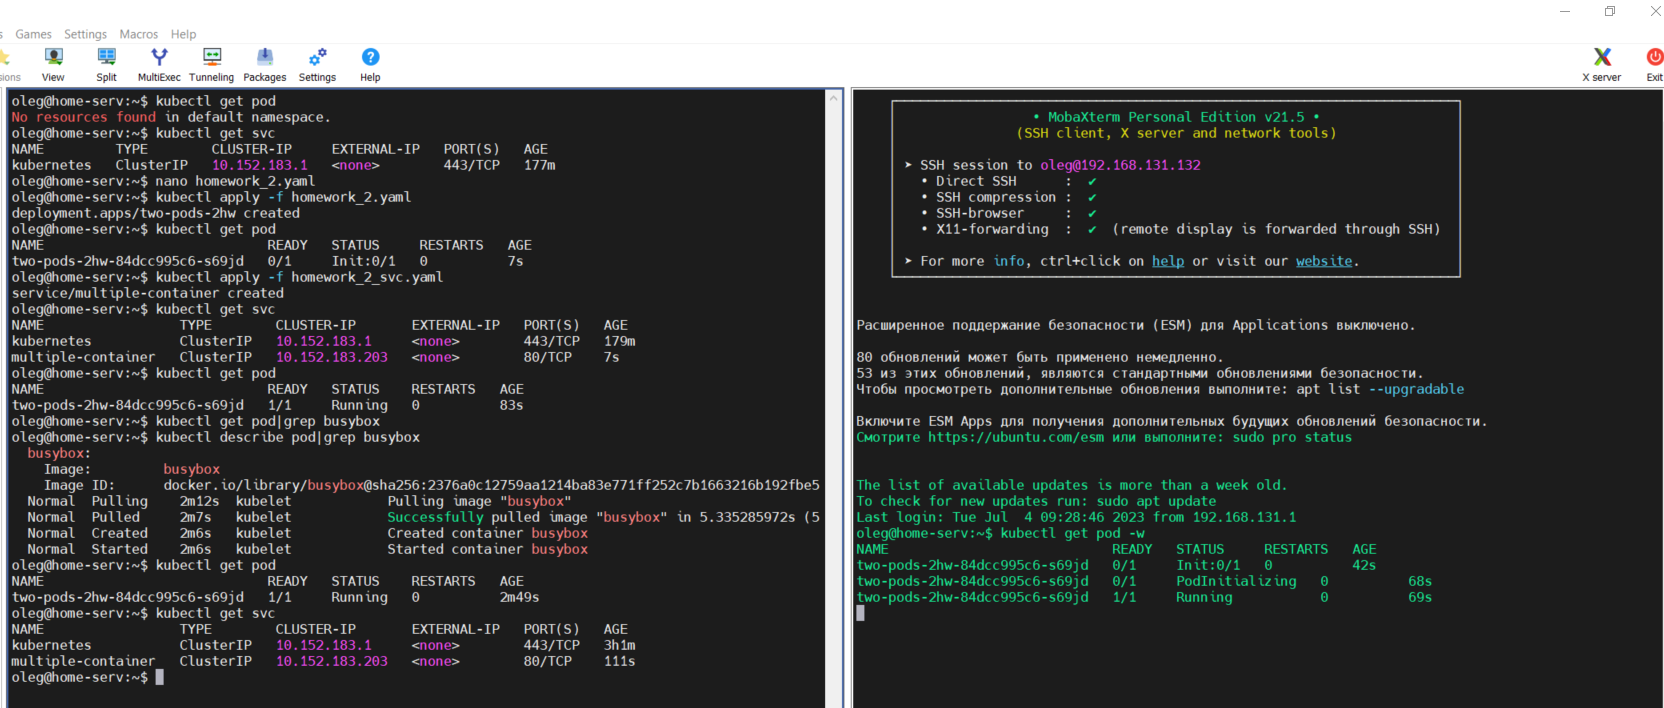 Games Settings Macros Help
View Split MultiExec Tunneling Packages Settings Help X server Exit
oleg@home-serv:~$ kubectl get pod
No resources found in default namespace.
oleg@home-serv:~$ kubectl get svc
NAME TYPE CLUSTER-IP EXTERNAL-IP PORT(S) AGE
kubernetes ClusterIP 10.152.183.1 <none> 443/TCP 177m
oleg@home-serv:~$ nano homework_2.yaml
oleg@home-serv:~$ kubectl apply -f homework_2.yaml
deployment.apps/two-pods-2hw created
oleg@home-serv:~$ kubectl get pod
NAME READY STATUS RESTARTS AGE
two-pods-2hw-84dcc995c6-s69jd 0/1 Init:0/1 0 7s
oleg@home-serv:~$ kubectl apply -f homework_2_svc.yaml
service/multiple-container created
oleg@home-serv:~$ kubectl get svc
NAME TYPE CLUSTER-IP EXTERNAL-IP PORT(S) AGE
kubernetes ClusterIP 10.152.183.1 <none> 443/TCP 179m
multiple-container ClusterIP 10.152.183.203 <none> 80/TCP 7s
oleg@home-serv:~$ kubectl get pod
NAME READY STATUS RESTARTS AGE
two-pods-2hw-84dcc995c6-s69jd 1/1 Running 0 83s
oleg@home-serv:~$ kubectl get pod|grep busybox
oleg@home-serv:~$ kubectl describe pod|grep busybox
busybox:
Image: busybox
Image ID: docker.io/library/busybox@sha256:2376a0c12759aa1214ba83e771ff252c7b1663216b192fbe5
Normal Pulling 2m12s kubelet Pulling image "busybox"
Normal Pulled 2m7s kubelet Successfully pulled image "busybox" in 5.335285972s (5
Normal Created 2m6s kubelet Created container busybox
Normal Started 2m6s kubelet Started container busybox
oleg@home-serv:~$ kubectl get pod
NAME READY STATUS RESTARTS AGE
two-pods-2hw-84dcc995c6-s69jd 1/1 Running 0 2m49s
oleg@home-serv:~$ kubectl get svc
NAME TYPE CLUSTER-IP EXTERNAL-IP PORT(S) AGE
kubernetes ClusterIP 10.152.183.1 <none> 443/TCP 3h1m
multiple-container ClusterIP 10.152.183.203 <none> 80/TCP 111s
oleg@home-serv:~$
• MobaXterm Personal Edition v21.5 •
(SSH client, X server and network tools)
➤ SSH session to oleg@192.168.131.132
• Direct SSH : ✔
• SSH compression : ✔
• SSH-browser : ✔
• X11-forwarding : ✔ (remote display is forwarded through SSH)
➤ For more info, ctrl+click on help or visit our website.
Расширенное поддержание безопасности (ESM) для Applications выключено.
80 обновлений может быть применено немедленно.
53 из этих обновлений, являются стандартными обновлениями безопасности.
Чтобы просмотреть дополнительные обновления выполните: apt list --upgradable
Включите ESM Apps для получения дополнительных будущих обновлений безопасности.
Смотрите https://ubuntu.com/esm или выполните: sudo pro status
The list of available updates is more than a week old.
To check for new updates run: sudo apt update
Last login: Tue Jul 4 09:28:46 2023 from 192.168.131.1
oleg@home-serv:~$ kubectl get pod -w
NAME READY STATUS RESTARTS AGE
two-pods-2hw-84dcc995c6-s69jd 0/1 Init:0/1 0 42s
two-pods-2hw-84dcc995c6-s69jd 0/1 PodInitializing 0 68s
two-pods-2hw-84dcc995c6-s69jd 1/1 Running 0 69s